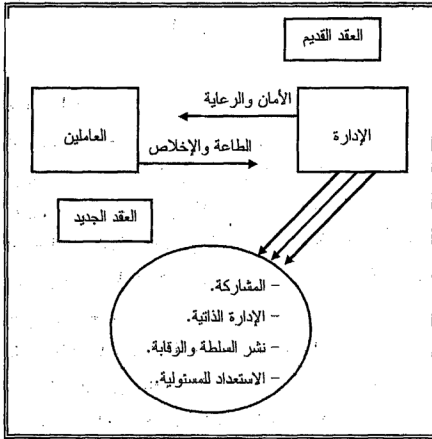 العقد القديم
الأمان والرعاية
الإدارة
العاملين
الطاعة والإخلاص
العقد الجديد
– المشاركة.
– الإدارة الذاتية.
– نشر السلطة والرقابة.
– الاستعداد للمسئولية.